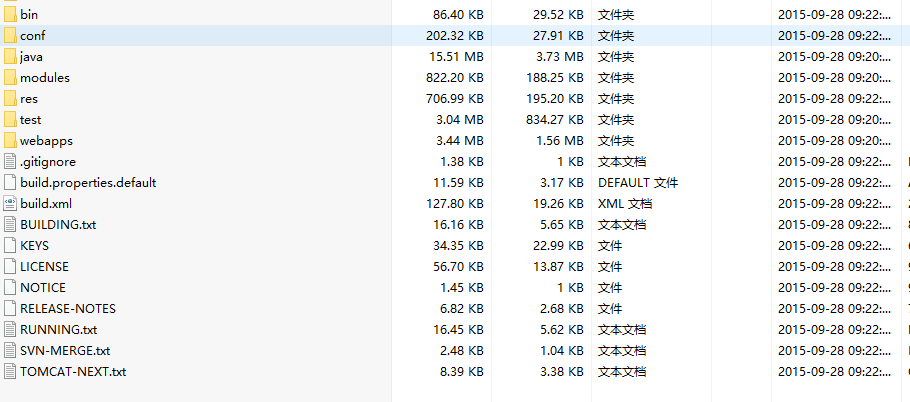 bin 86.40 KB 29.52 KB 文件夹 2015-09-28 09:22:...
conf 202.32 KB 27.91 KB 文件夹 2015-09-28 09:22:...
java 15.51 MB 3.73 MB 文件夹 2015-09-28 09:20:...
modules 822.20 KB 188.25 KB 文件夹 2015-09-28 09:20:...
res 706.99 KB 195.20 KB 文件夹 2015-09-28 09:22:...
test 3.04 MB 834.27 KB 文件夹 2015-09-28 09:20:...
webapps 3.44 MB 1.56 MB 文件夹 2015-09-28 09:20:...
.gitignore 1.38 KB 1 KB 文本文档 2015-09-28 09:22:...
build.properties.default 11.59 KB 3.17 KB DEFAULT 文件 2015-09-28 09:22:...
build.xml 127.80 KB 19.26 KB XML 文档 2015-09-28 09:22:...
BUILDING.txt 16.16 KB 5.65 KB 文本文档 2015-09-28 09:22:...
KEYS 34.35 KB 22.99 KB 文件 2015-09-28 09:22:...
LICENSE 56.70 KB 13.87 KB 文件 2015-09-28 09:22:...
NOTICE 1.45 KB 1 KB 文件 2015-09-28 09:22:...
RELEASE-NOTES 6.82 KB 2.68 KB 文件 2015-09-28 09:22:...
RUNNING.txt 16.45 KB 5.62 KB 文本文档 2015-09-28 09:22:...
SVN-MERGE.txt 2.48 KB 1.04 KB 文本文档 2015-09-28 09:22:...
TOMCAT-NEXT.txt 8.39 KB 3.38 KB 文本文档 2015-09-28 09:22:...